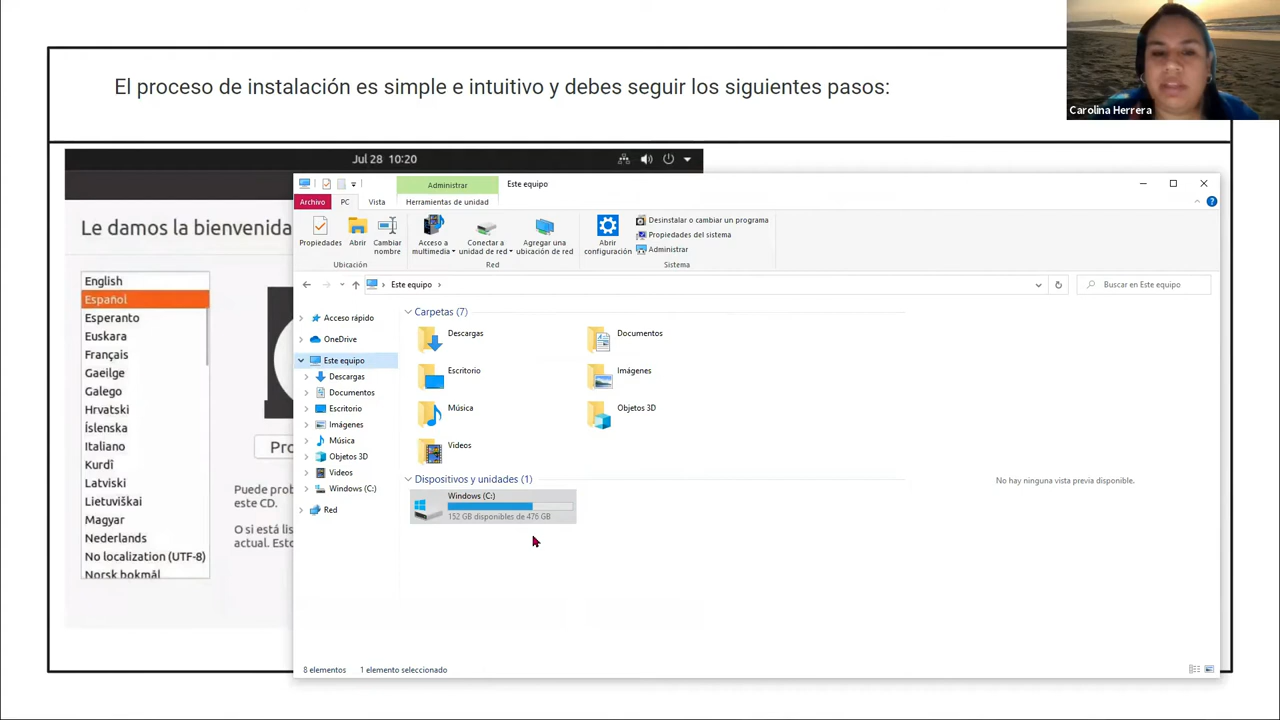 El proceso de instalación es simple e intuitivo y debes seguir los siguientes pasos:
Carolina Herrera
Jul 28 10:20
Le damos la bienvenida
English
Español
Esperanto
Euskara
Français
Gaeilge
Galego
Hrvatski
Íslenska
Italiano
Kurdî
Latviski
Lietuviškai
Magyar
Nederlands
No localization (UTF-8)
Norsk bokmål
Pro
Puede prob
este CD.
O si está lis
actual. Esto
Administrar
Este equipo
Archivo
PC
Vista
Herramientas de unidad
Propiedades
Abrir
Cambiar nombre
Ubicación
Acceso a multimedia
Conectar a unidad de red
Agregar una ubicación de red
Red
Abrir configuración
Desinstalar o cambiar un programa
Propiedades del sistema
Administrar
Sistema
Este equipo
Buscar en Este equipo
Acceso rápido
OneDrive
Este equipo
Descargas
Documentos
Escritorio
Imágenes
Música
Objetos 3D
Videos
Windows (C:)
Red
Carpetas (7)
Descargas
Documentos
Escritorio
Imágenes
Música
Objetos 3D
Videos
Dispositivos y unidades (1)
Windows (C:)
152 GB disponibles de 476 GB
No hay ninguna vista previa disponible.
8 elementos
1 elemento seleccionado